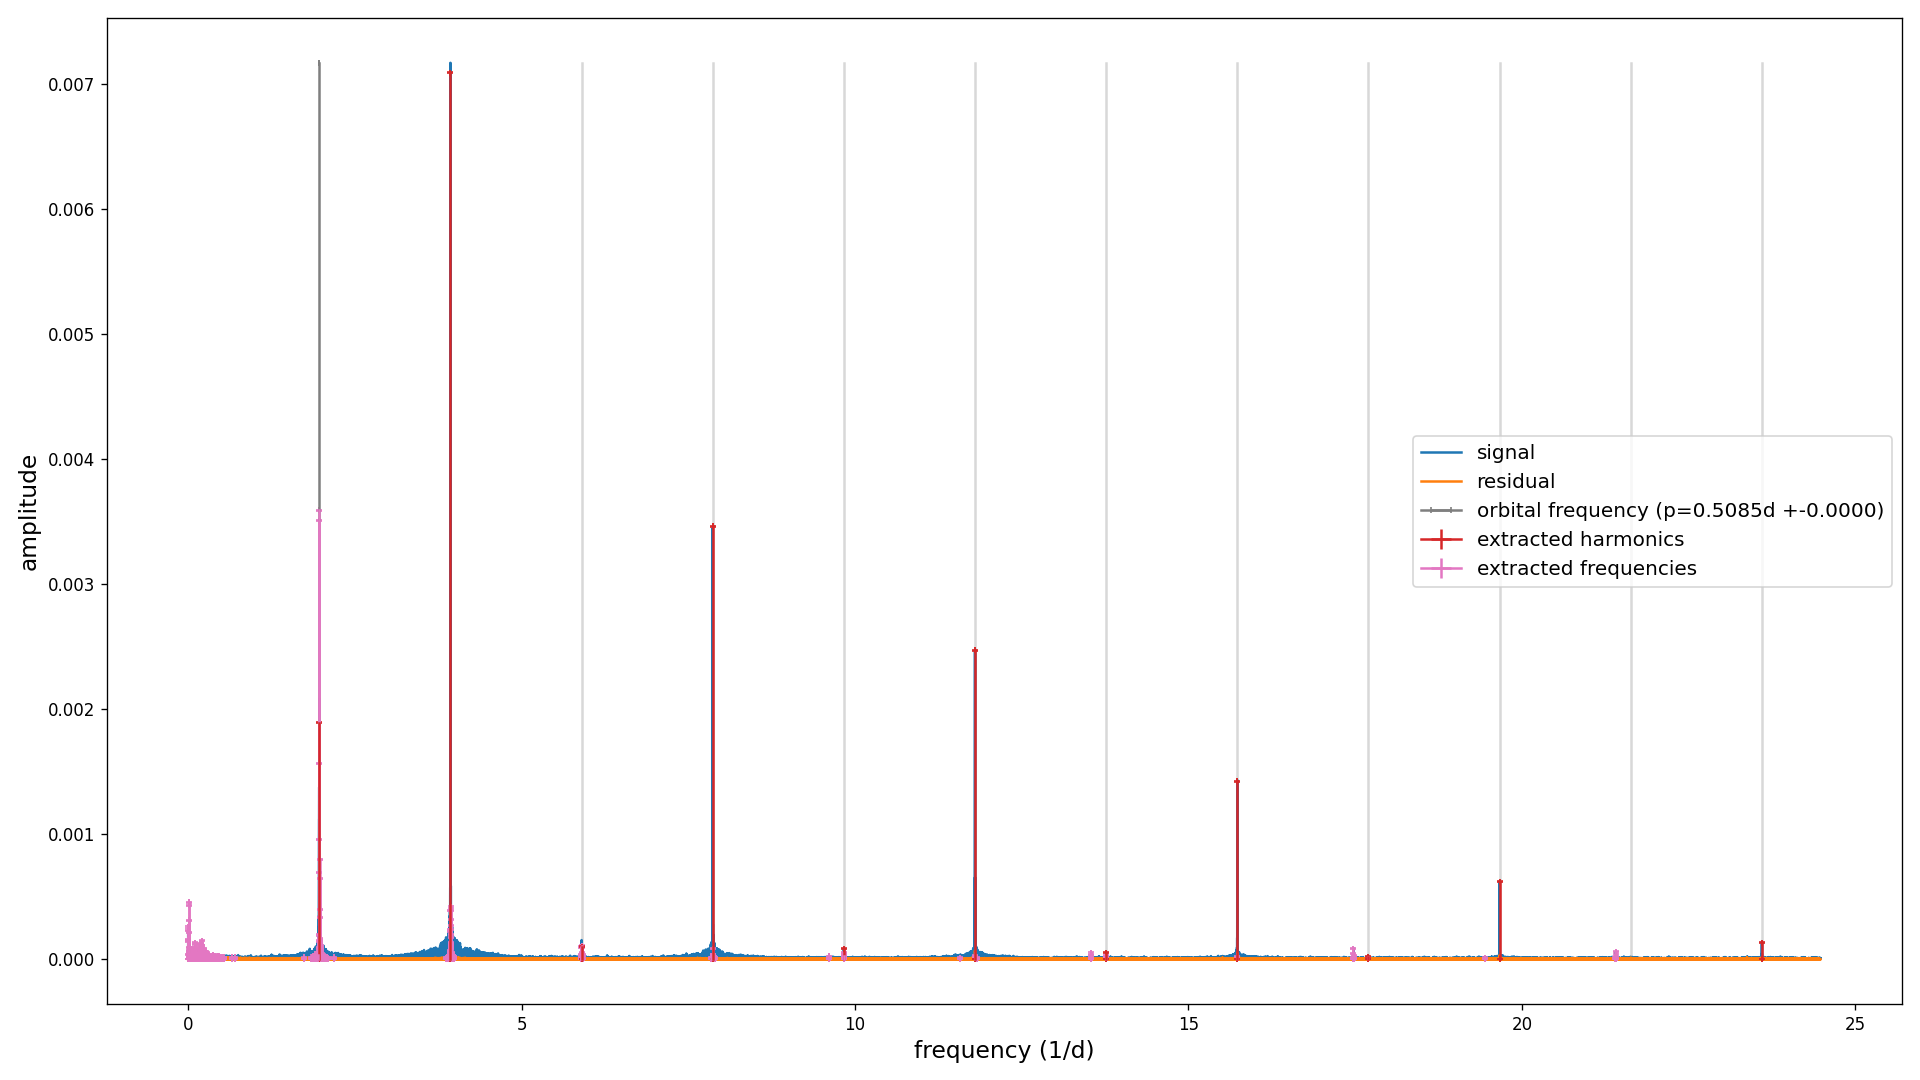 0.007
0.006
0.005
0.004
0.003
0.002
0.001
0.000
amplitude
0
5
10
15
20
25
frequency (1/d)
signal
residual
orbital frequency (p=0.5085d +-0.0000)
extracted harmonics
extracted frequencies